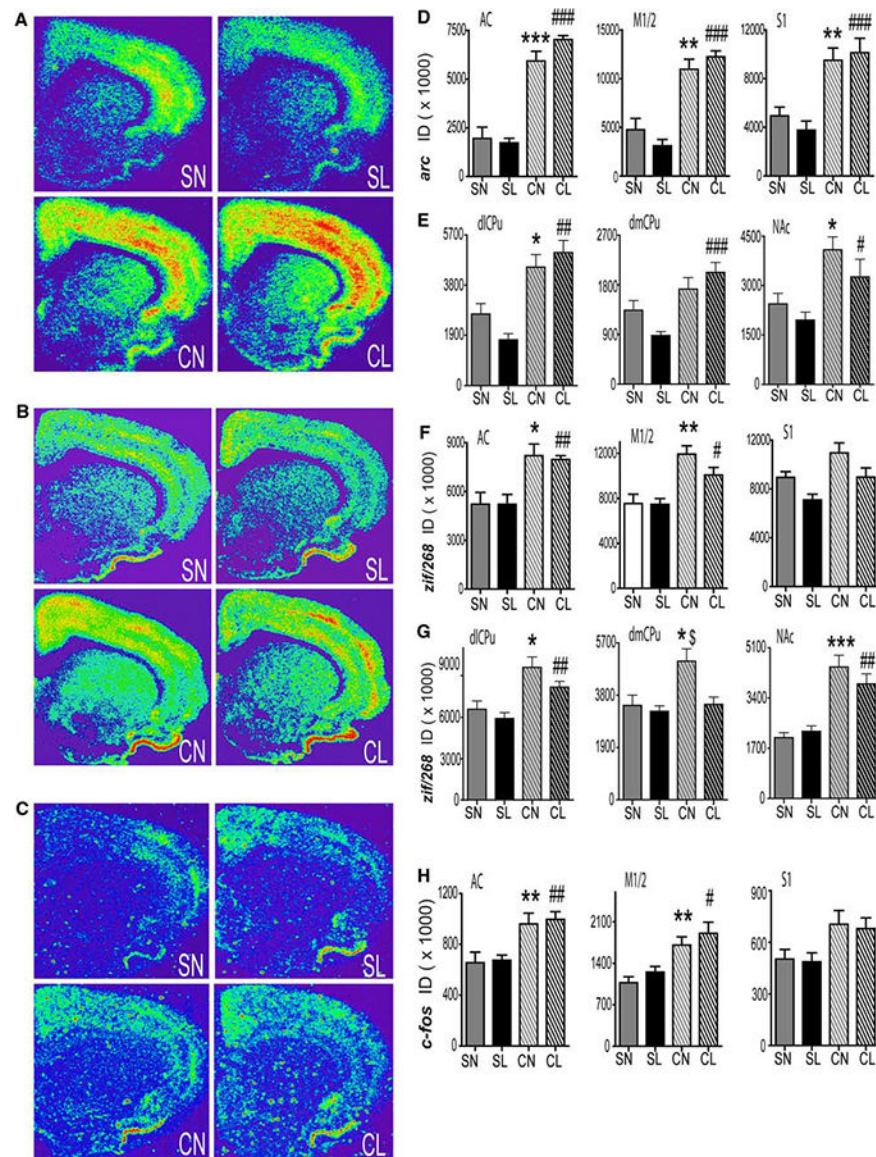 A
SN
SL
CN
CL
B
SN
SL
CN
CL
C
SN
SL
CN
CL
D
arc ID ( x 1000)
AC
7500
5000
2500
0
***
###
SN SL CN CL
M1/2
15000
10000
5000
0
**
###
SN SL CN CL
S1
12000
8000
4000
0
**
###
SN SL CN CL
E
dlCPu
5700
3800
1900
0
*
##
SN SL CN CL
dmCPu
2700
1800
900
0
###
SN SL CN CL
NAc
4500
3000
1500
0
*
#
SN SL CN CL
F
zif/268 ID ( x 1000)
AC
9000
6000
3000
0
*
##
SN SL CN CL
M1/2
12000
8000
4000
0
**
#
SN SL CN CL
S1
12000
8000
4000
0
SN SL CN CL
G
zif/268 ID ( x 1000)
dlCPu
9000
6000
3000
0
*
##
SN SL CN CL
dmCPu
5400
3600
1800
0
* $
SN SL CN CL
NAc
5100
3400
1700
0
***
##
SN SL CN CL
H
c-fos ID ( x 1000)
AC
1200
800
400
0
**
##
SN SL CN CL
M1/2
2100
1400
700
0
**
#
SN SL CN CL
S1
900
600
300
0
SN SL CN CL